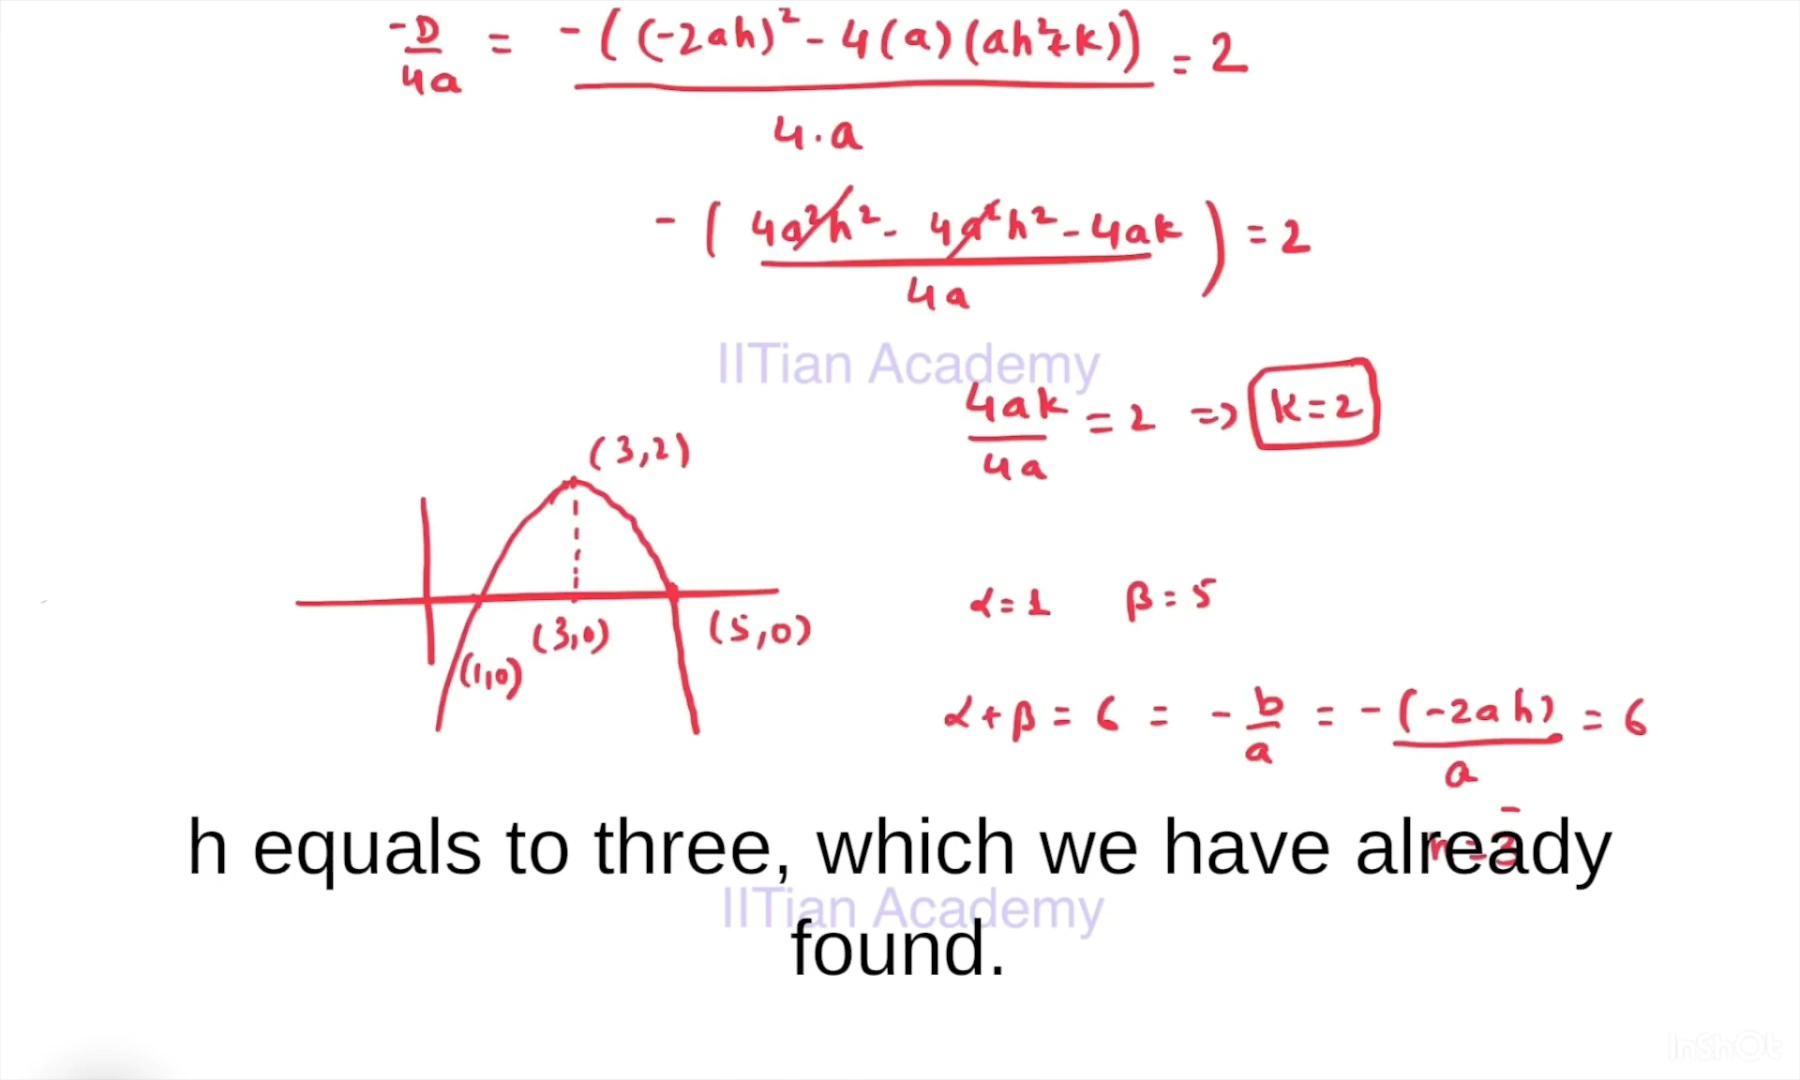 -D/4a = -((-2ah)² - 4(a)(ah²+k))/4·a = 2
-(4a²h² - 4a²h² - 4ak/4a) = 2
IITian Academy
4ak/4a = 2 => k=2
(3,2)
α=1 β=5
(3,0) (5,0)
(1,0)
α+β = 6 = -b/a = -(-2ah)/a = 6
h=3
h equals to three, which we have already
IITian Academy
found.
InShOt